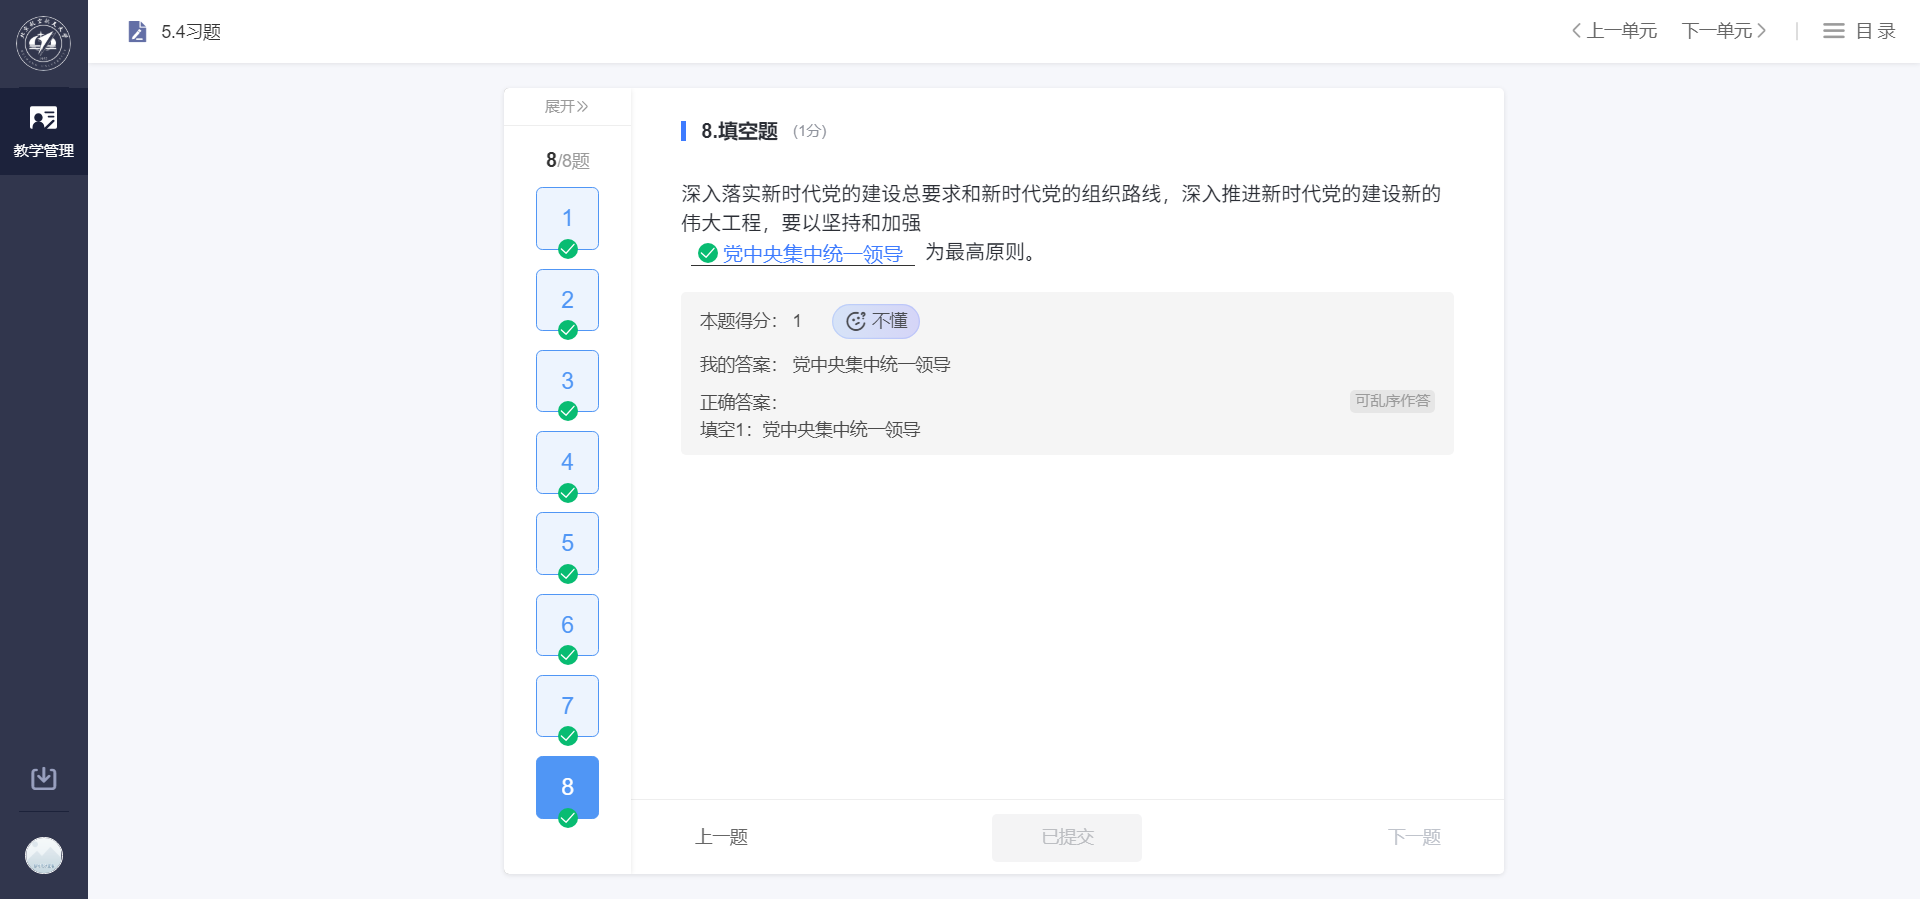 5.4习题
上一单元
下一单元
目录
教学管理
展开
8/8题
1
2
3
4
5
6
7
8
8.填空题 (1分)
深入落实新时代党的建设总要求和新时代党的组织路线，深入推进新时代党的建设新的
伟大工程，要以坚持和加强
党中央集中统一领导 为最高原则。
本题得分： 1 不懂
我的答案： 党中央集中统一领导
正确答案：
可乱序作答
填空1：党中央集中统一领导
上一题
已提交
下一题